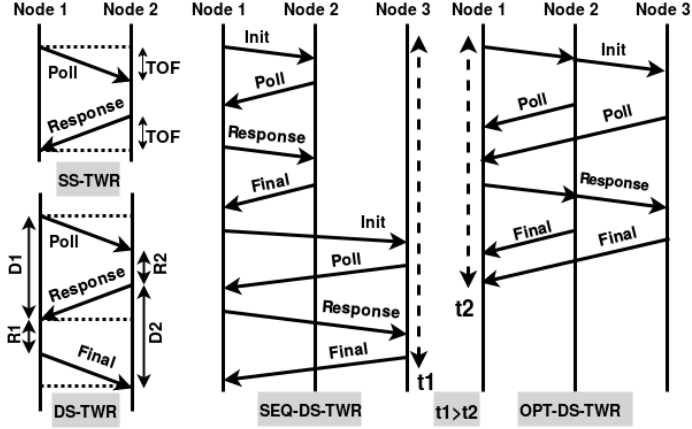 Node 1 Node 2
Poll
TOF
Response
TOF
SS-TWR
D1
Poll
R2
Response
R1
D2
Final
DS-TWR
Node 1 Node 2 Node 3
Init
Poll
Response
Final
Init
Poll
Response
Final
t1
SEQ-DS-TWR
t1>t2
Node 1 Node 2 Node 3
Init
Poll
Poll
Response
Final
Final
t2
OPT-DS-TWR